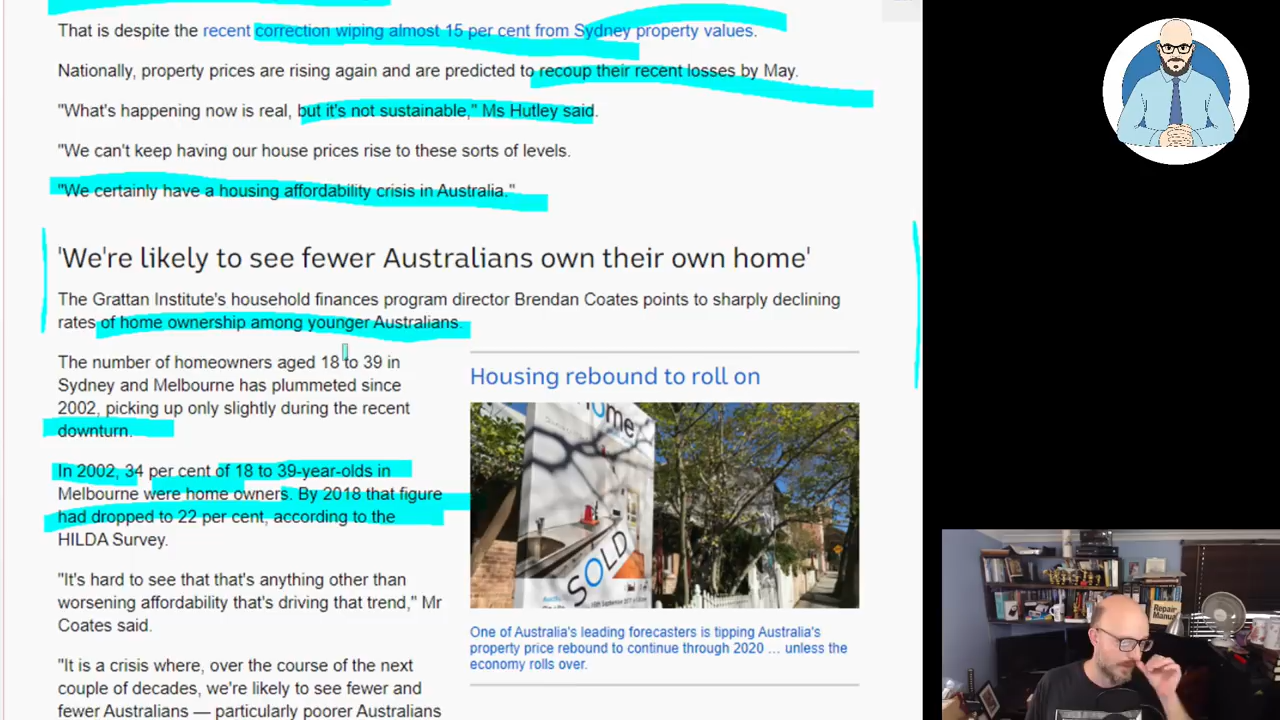 That is despite the recent correction wiping almost 15 per cent from Sydney property values.
Nationally, property prices are rising again and are predicted to recoup their recent losses by May.
"What's happening now is real, but it's not sustainable," Ms Hutley said.
"We can't keep having our house prices rise to these sorts of levels.
"We certainly have a housing affordability crisis in Australia."
'We're likely to see fewer Australians own their own home'
The Grattan Institute's household finances program director Brendan Coates points to sharply declining
rates of home ownership among younger Australians.
The number of homeowners aged 18 to 39 in
Sydney and Melbourne has plummeted since
2002, picking up only slightly during the recent
downturn.
In 2002, 34 per cent of 18 to 39-year-olds in
Melbourne were home owners. By 2018 that figure
had dropped to 22 per cent, according to the
HILDA Survey.
"It's hard to see that that's anything other than
worsening affordability that's driving that trend," Mr
Coates said.
"It is a crisis where, over the course of the next
couple of decades, we're likely to see fewer and
fewer Australians — particularly poorer Australians
Housing rebound to roll on
SOLD
One of Australia's leading forecasters is tipping Australia's
property price rebound to continue through 2020 ... unless the
economy rolls over.
Repair
Manual